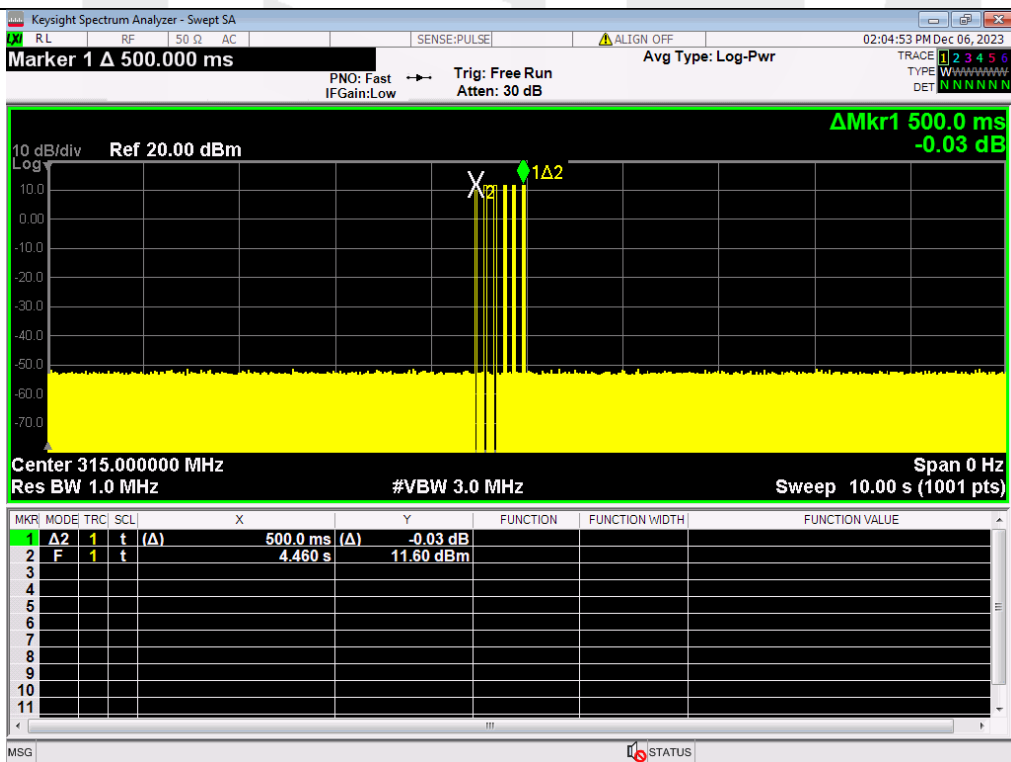 Keysight Spectrum Analyzer - Swept SA
LXI RL RF 50 Ω AC SENSE:PULSE ALIGN OFF 02:04:53 PM Dec 06, 2023
Marker 1 Δ 500.000 ms
PNO: Fast
IFGain:Low
Trig: Free Run
Atten: 30 dB
Avg Type: Log-Pwr
TRACE 1 2 3 4 5 6
TYPE WWWWWWW
DET N N N N N N
ΔMkr1 500.0 ms
-0.03 dB
10 dB/div Ref 20.00 dBm
Log
10.0
0.00
-10.0
-20.0
-30.0
-40.0
-50.0
-60.0
-70.0
X2
1Δ2
Center 315.000000 MHz Span 0 Hz
Res BW 1.0 MHz #VBW 3.0 MHz Sweep 10.00 s (1001 pts)
MKR MODE TRC SCL X Y FUNCTION FUNCTION WIDTH FUNCTION VALUE
1 Δ2 1 t (Δ) 500.0 ms (Δ) -0.03 dB
2 F 1 t 4.460 s 11.60 dBm
3
4
5
6
7
8
9
10
11
MSG STATUS